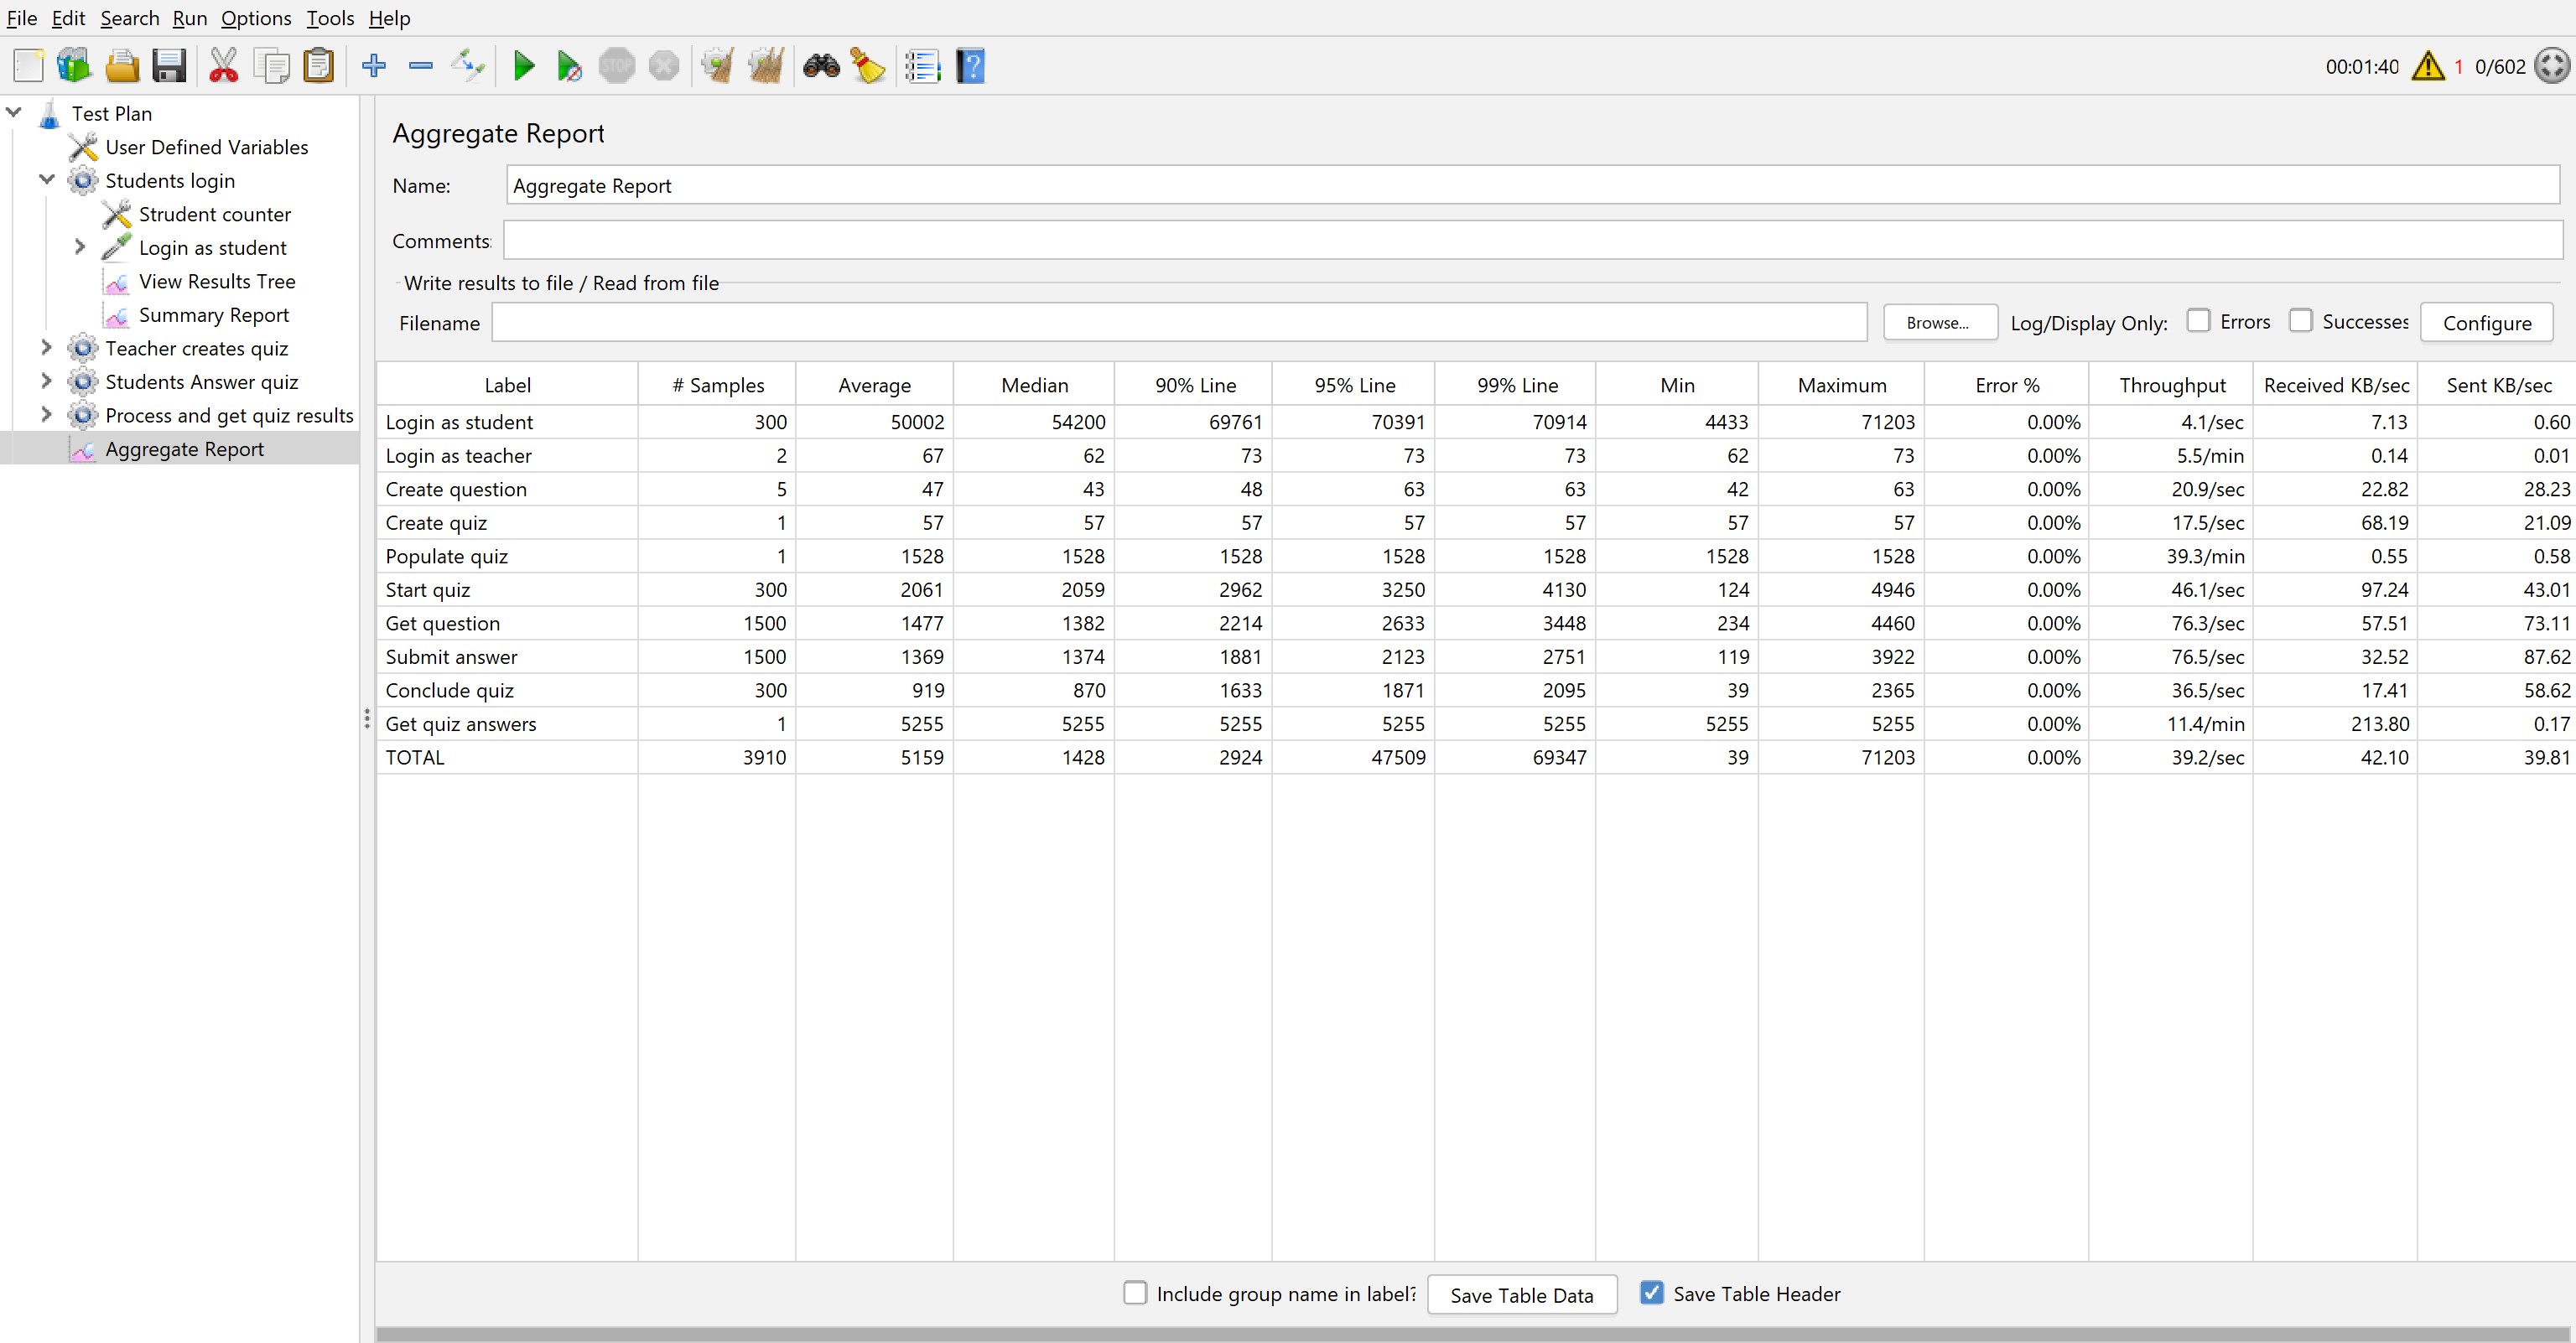 File Edit Search Run Options Tools Help
STOP
00:01:40 1 0/602
Test Plan
User Defined Variables
Students login
Strudent counter
Login as student
View Results Tree
Summary Report
Teacher creates quiz
Students Answer quiz
Process and get quiz results
Aggregate Report
Aggregate Report
Name: Aggregate Report
Comments:
Write results to file / Read from file
Filename Browse... Log/Display Only: Errors Successes Configure
Label # Samples Average Median 90% Line 95% Line 99% Line Min Maximum Error % Throughput Received KB/sec Sent KB/sec
Login as student 300 50002 54200 69761 70391 70914 4433 71203 0.00% 4.1/sec 7.13 0.60
Login as teacher 2 67 62 73 73 73 62 73 0.00% 5.5/min 0.14 0.01
Create question 5 47 43 48 63 63 42 63 0.00% 20.9/sec 22.82 28.23
Create quiz 1 57 57 57 57 57 57 57 0.00% 17.5/sec 68.19 21.09
Populate quiz 1 1528 1528 1528 1528 1528 1528 1528 0.00% 39.3/min 0.55 0.58
Start quiz 300 2061 2059 2962 3250 4130 124 4946 0.00% 46.1/sec 97.24 43.01
Get question 1500 1477 1382 2214 2633 3448 234 4460 0.00% 76.3/sec 57.51 73.11
Submit answer 1500 1369 1374 1881 2123 2751 119 3922 0.00% 76.5/sec 32.52 87.62
Conclude quiz 300 919 870 1633 1871 2095 39 2365 0.00% 36.5/sec 17.41 58.62
Get quiz answers 1 5255 5255 5255 5255 5255 5255 5255 0.00% 11.4/min 213.80 0.17
TOTAL 3910 5159 1428 2924 47509 69347 39 71203 0.00% 39.2/sec 42.10 39.81
Include group name in label? Save Table Data Save Table Header